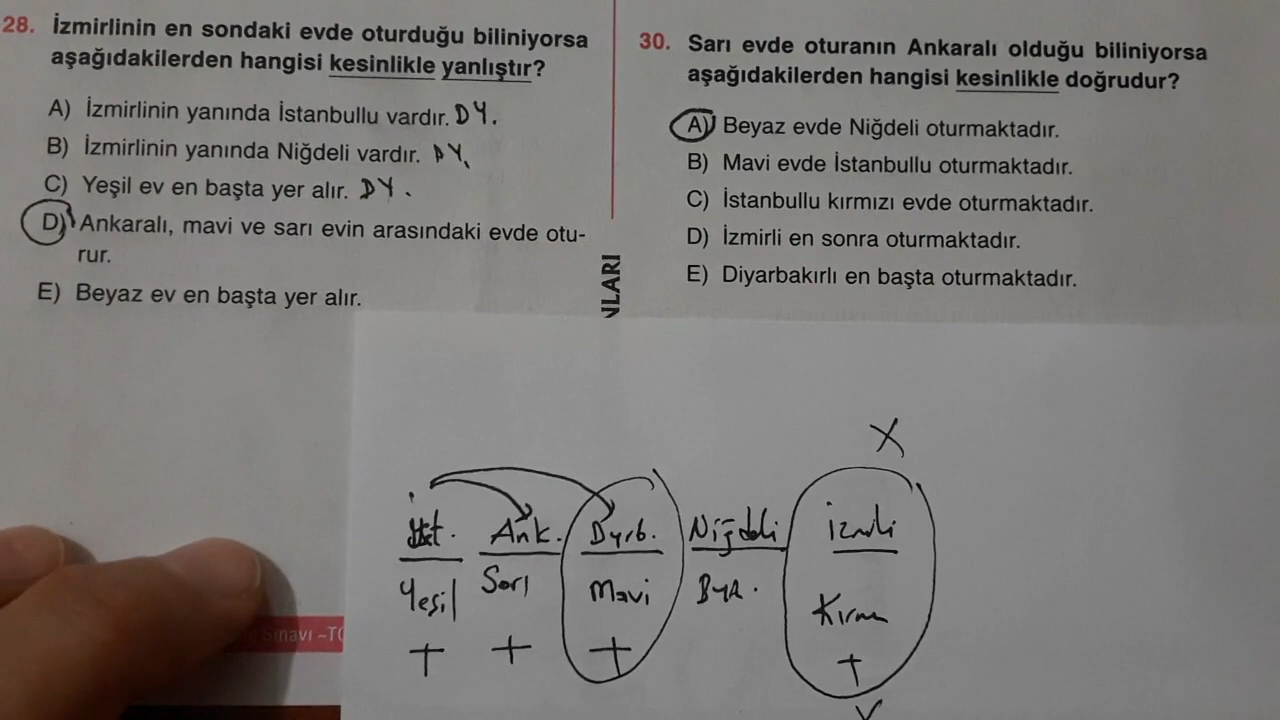 28. İzmirlinin en sondaki evde oturduğu biliniyorsa
aşağıdakilerden hangisi kesinlikle yanlıştır?
A) İzmirlinin yanında İstanbullu vardır. DY.
B) İzmirlinin yanında Niğdeli vardır. DY.
C) Yeşil ev en başta yer alır. DY.
D) Ankaralı, mavi ve sarı evin arasındaki evde otu-
rur.
E) Beyaz ev en başta yer alır.
NLARI
30. Sarı evde oturanın Ankaralı olduğu biliniyorsa
aşağıdakilerden hangisi kesinlikle doğrudur?
A) Beyaz evde Niğdeli oturmaktadır.
B) Mavi evde İstanbullu oturmaktadır.
C) İstanbullu kırmızı evde oturmaktadır.
D) İzmirli en sonra oturmaktadır.
E) Diyarbakırlı en başta oturmaktadır.
X
Ank. Dyrb. Niğdeli İzmirli
Yeşil Sarı Mavi Kırm
+ + + +
Sınavı –TC